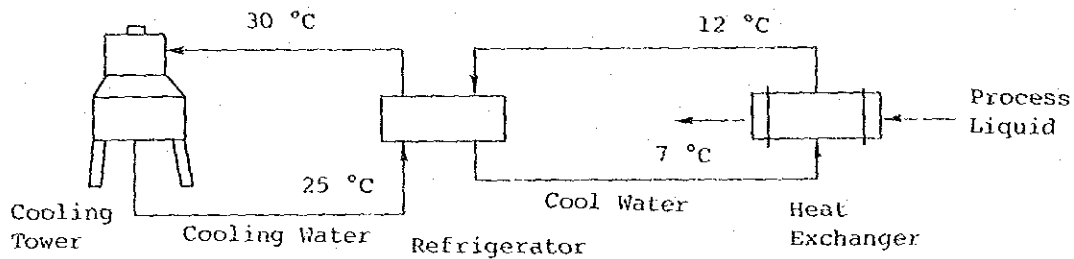 30 °C
12 °C
Process
Liquid
7 °C
25 °C
Cool Water
Cooling
Tower
Cooling Water
Refrigerator
Heat
Exchanger